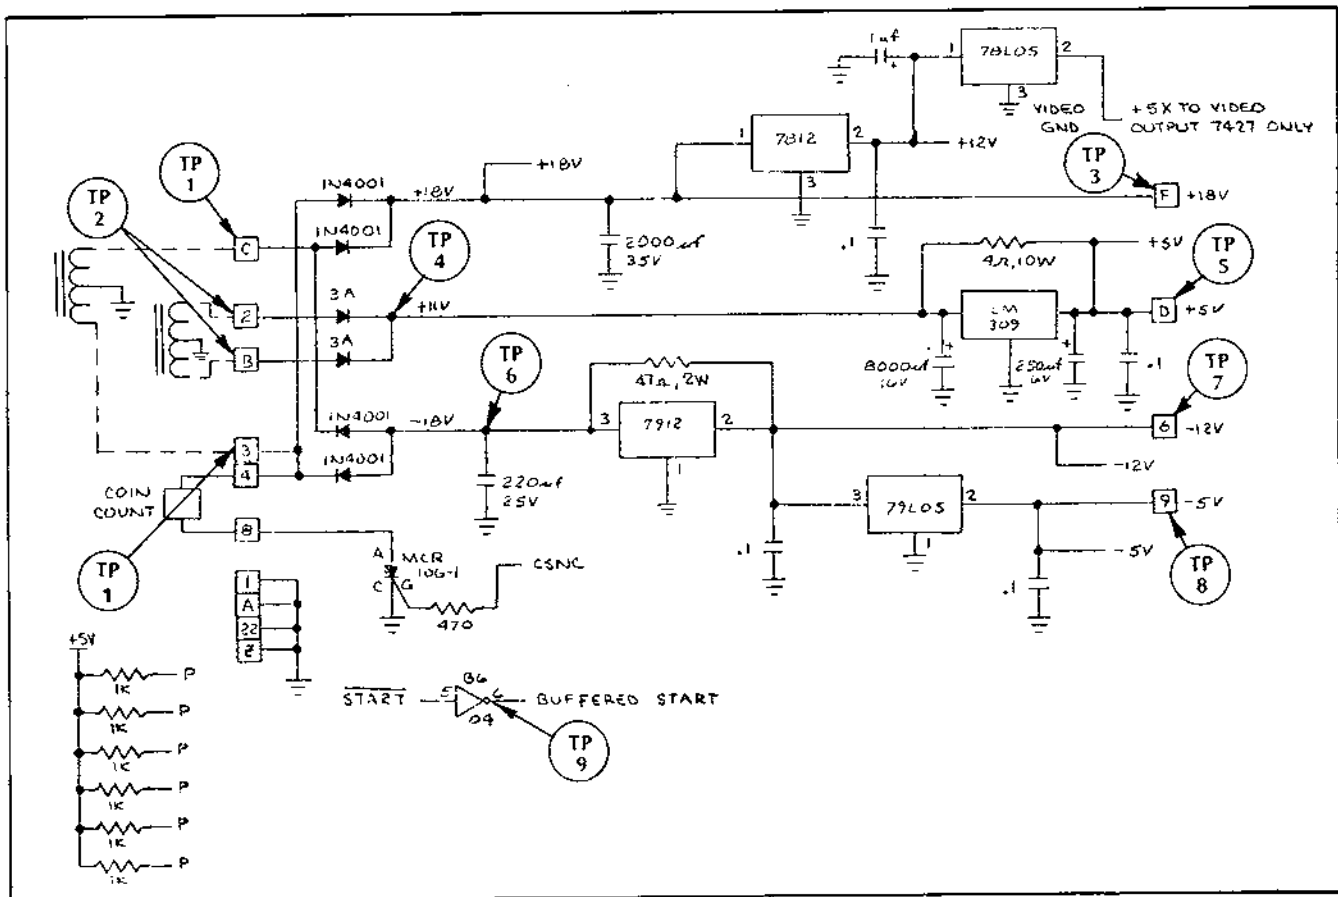 1uf
+
1
78L05
2
3
VIDEO
GND
+5X TO VIDEO
OUTPUT 7427 ONLY
1
7812
2
3
+12V
TP
3
+18V
TP
1
1N4001
+18V
F
+18V
TP
2
C
1N4001
2000uf
35V
.1
TP
4
4Ω, 10W
+5V
TP
5
2
3A
+11V
LM
309
D
+5V
B
3A
+
8000uf
16V
+
250uf
6V
.1
TP
6
47Ω, 2W
TP
7
1N4001
-18V
3
7912
2
1
6
-12V
3
1N4001
-12V
4
220uf
25V
COIN
COUNT
3
79L05
2
1
9
-5V
8
.1
-5V
A
MCR
106-1
C
G
CSNC
.1
TP
8
TP
1
470
1
A
22
Z
+5V
1K
P
1K
P
1K
P
1K
P
1K
P
1K
P
START
5
B6
04
6
BUFFERED START
TP
9